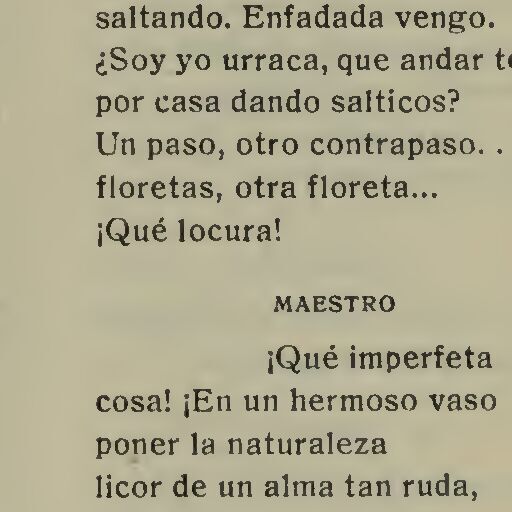 saltando. Enfadada vengo.
¿Soy yo urraca, que andar
por casa dando salticos?
Un paso, otro contrapaso. .
floretas, otra floreta...
¡Qué locura!
MAESTRO
¡Qué imperfeta
cosa! ¡En un hermoso vaso
poner la naturaleza
licor de un alma tan ruda,